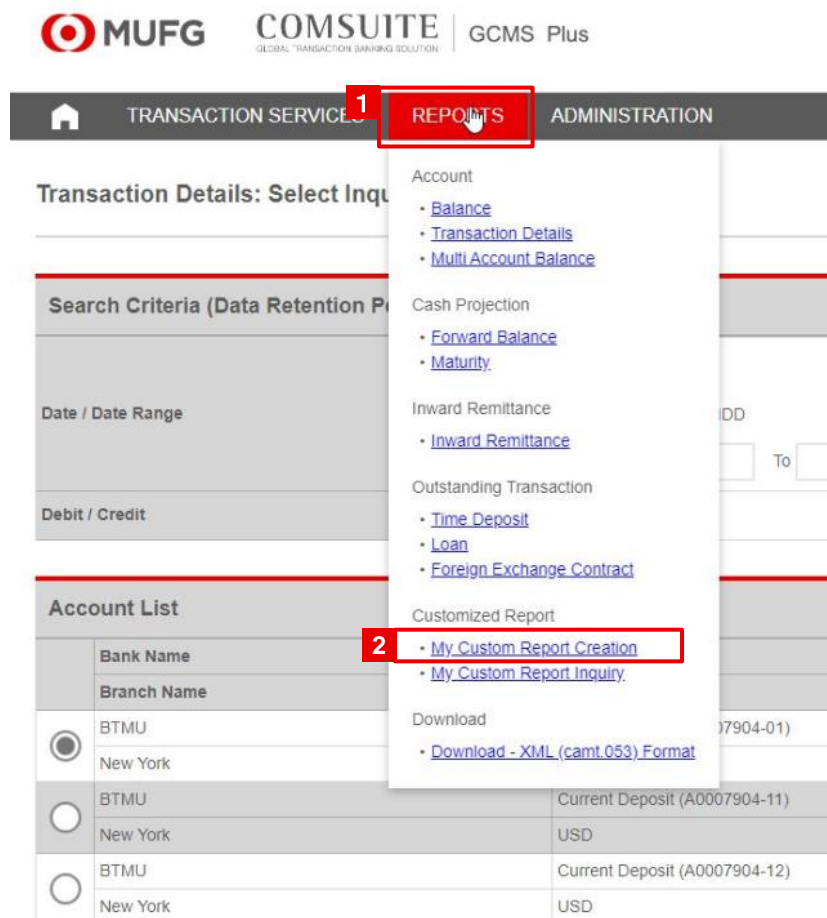 MUFG COMSUITE GCMS Plus
GLOBAL TRANSACTION BANKING SOLUTION
1
TRANSACTION SERVICES REPORTS ADMINISTRATION
Transaction Details: Select Inqu
Account
• Balance
• Transaction Details
• Multi Account Balance
Search Criteria (Data Retention Pe
Cash Projection
• Forward Balance
• Maturity
Date / Date Range
Inward Remittance
DD
• Inward Remittance
To
Outstanding Transaction
Debit / Credit
• Time Deposit
• Loan
• Foreign Exchange Contract
Account List
Customized Report
2
• My Custom Report Creation
• My Custom Report Inquiry
Bank Name
Branch Name
Download
• Download - XML (camt.053) Format
BTMU 7904-01)
New York
BTMU Current Deposit (A0007904-11)
New York USD
BTMU Current Deposit (A0007904-12)
New York USD